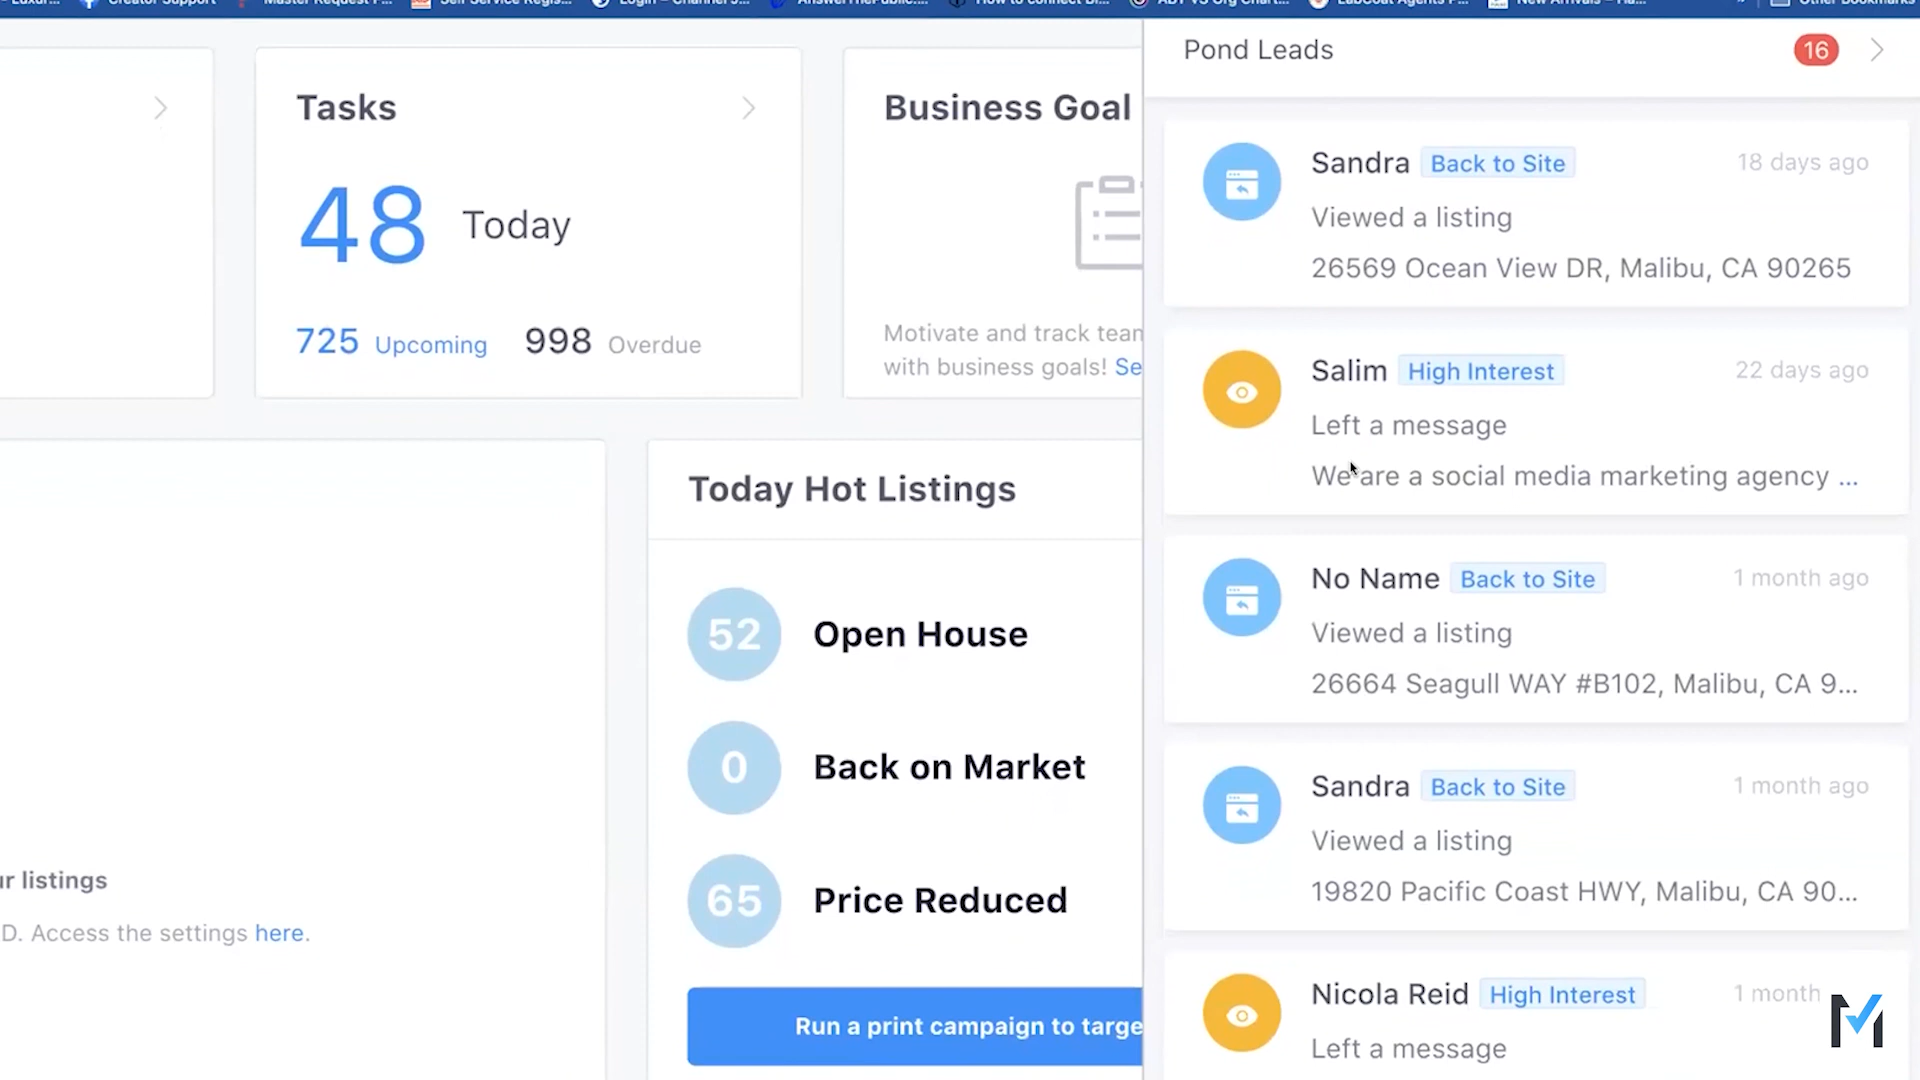 Pond Leads
16
Tasks
48 Today
725 Upcoming 998 Overdue
Business Goal
Motivate and track team
with business goals! Se
Today Hot Listings
52 Open House
0 Back on Market
65 Price Reduced
Run a print campaign to targe
r listings
D. Access the settings here.
Sandra Back to Site 18 days ago
Viewed a listing
26569 Ocean View DR, Malibu, CA 90265
Salim High Interest 22 days ago
Left a message
We are a social media marketing agency ...
No Name Back to Site 1 month ago
Viewed a listing
26664 Seagull WAY #B102, Malibu, CA 9...
Sandra Back to Site 1 month ago
Viewed a listing
19820 Pacific Coast HWY, Malibu, CA 90...
Nicola Reid High Interest 1 month
Left a message